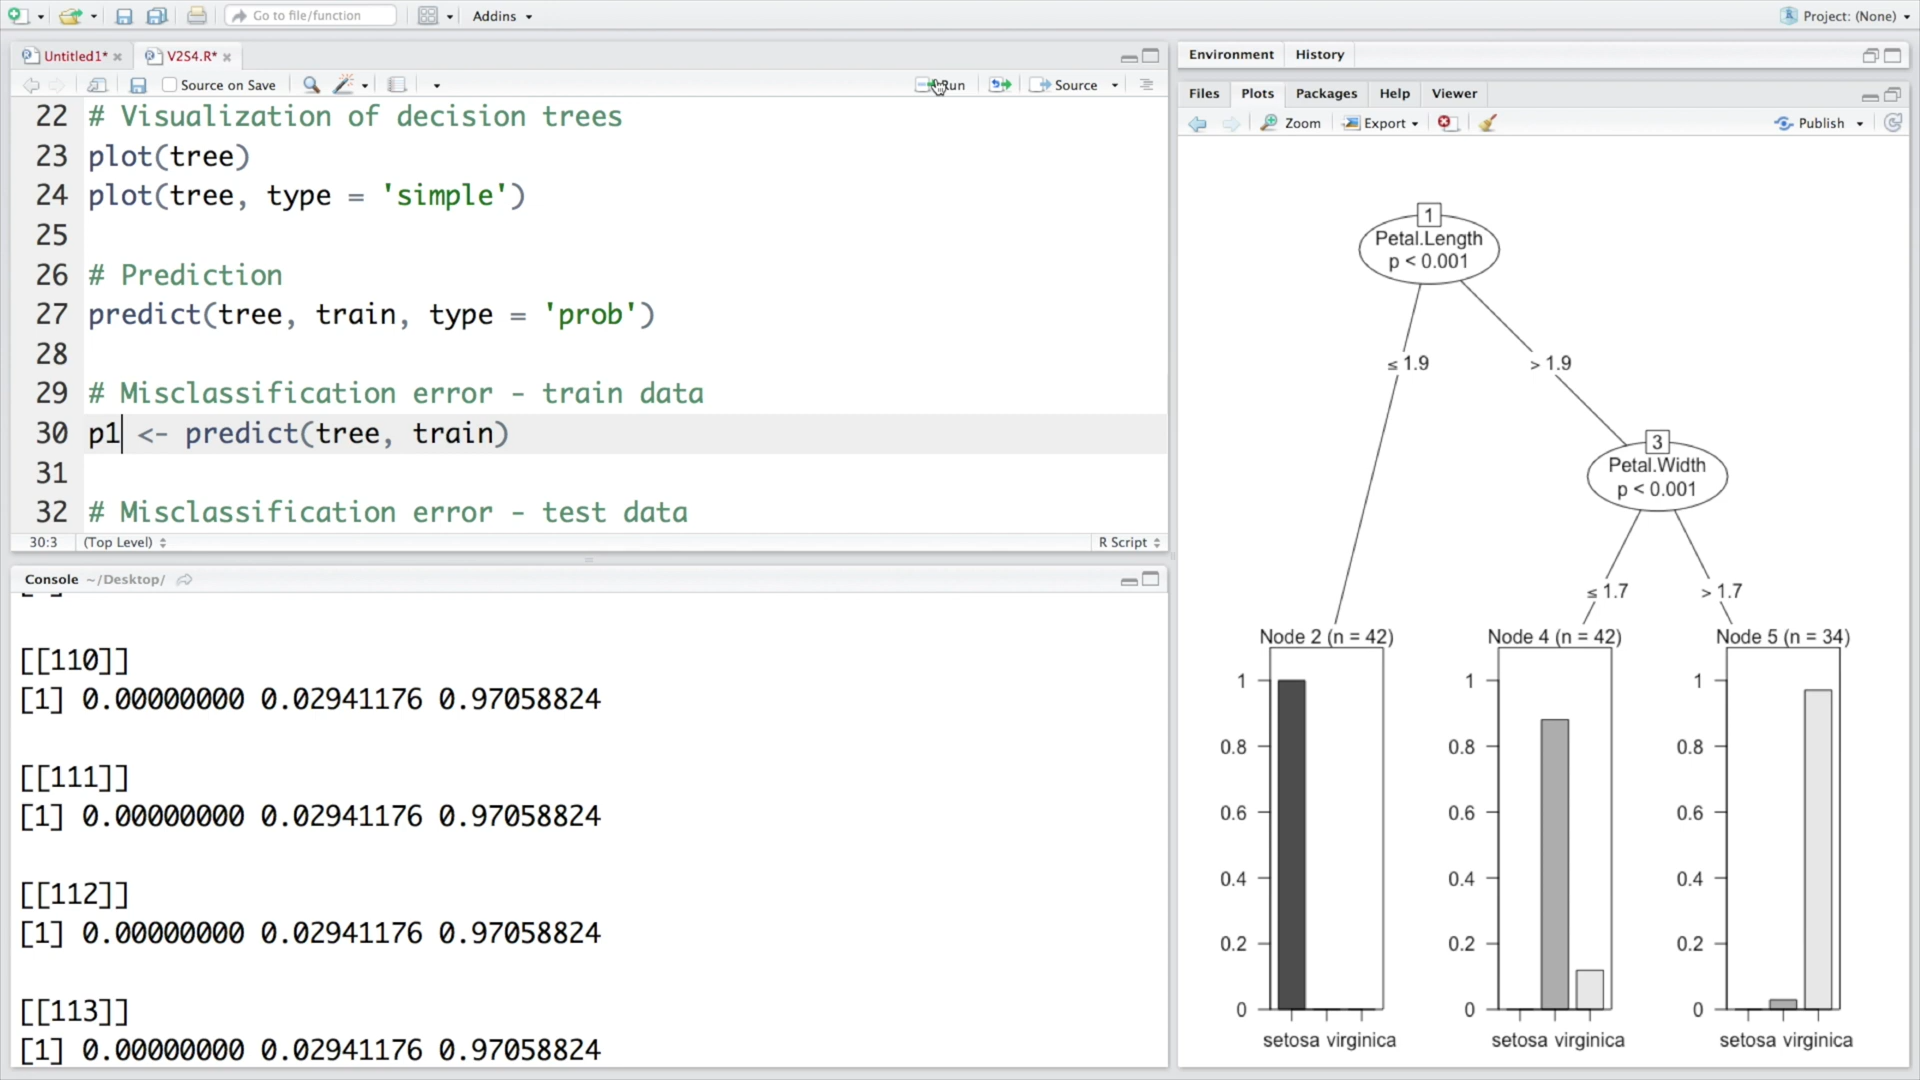 Go to file/function
Addins
Project: (None)
Untitled1*
V2S4.R*
Source on Save
Run
Source
22 # Visualization of decision trees
23 plot(tree)
24 plot(tree, type = 'simple')
25
26 # Prediction
27 predict(tree, train, type = 'prob')
28
29 # Misclassification error - train data
30 p1 <- predict(tree, train)
31
32 # Misclassification error - test data
30:3
(Top Level)
R Script
Console ~/Desktop/
[[110]]
[1] 0.00000000 0.02941176 0.97058824
[[111]]
[1] 0.00000000 0.02941176 0.97058824
[[112]]
[1] 0.00000000 0.02941176 0.97058824
[[113]]
[1] 0.00000000 0.02941176 0.97058824
Environment
History
Files
Plots
Packages
Help
Viewer
Zoom
Export
Publish
1
Petal.Length
p < 0.001
≤ 1.9
> 1.9
3
Petal.Width
p < 0.001
≤ 1.7
> 1.7
Node 2 (n = 42)
1
0.8
0.6
0.4
0.2
0
setosa virginica
Node 4 (n = 42)
1
0.8
0.6
0.4
0.2
0
setosa virginica
Node 5 (n = 34)
1
0.8
0.6
0.4
0.2
0
setosa virginica